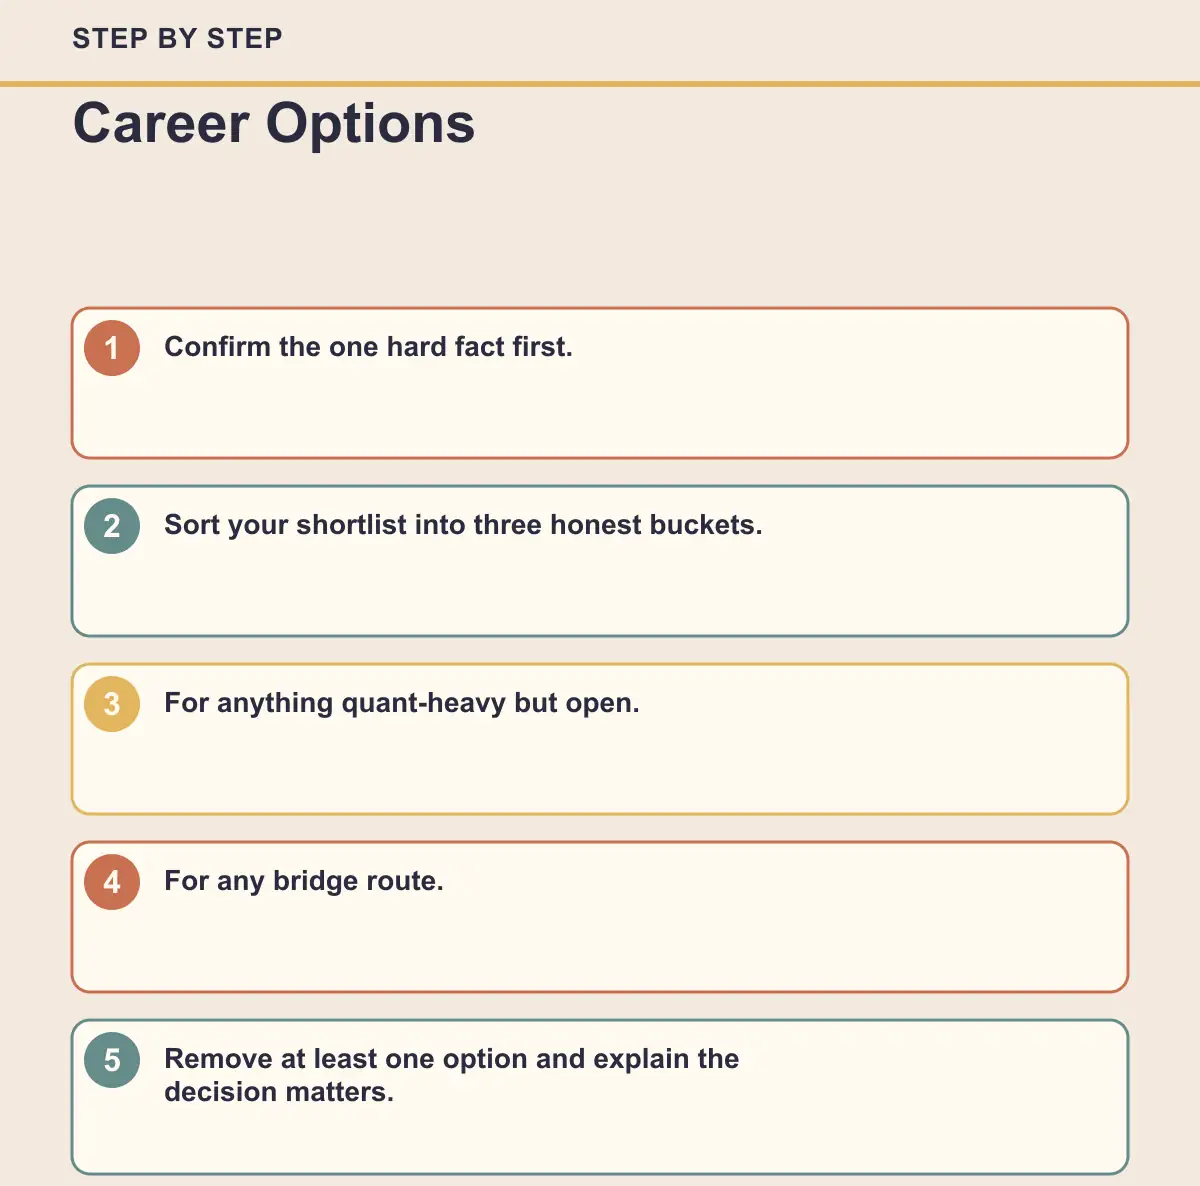 STEP BY STEP
Career Options
1
Confirm the one hard fact first.
2
Sort your shortlist into three honest buckets.
3
For anything quant-heavy but open.
4
For any bridge route.
5
Remove at least one option and explain the
decision matters.